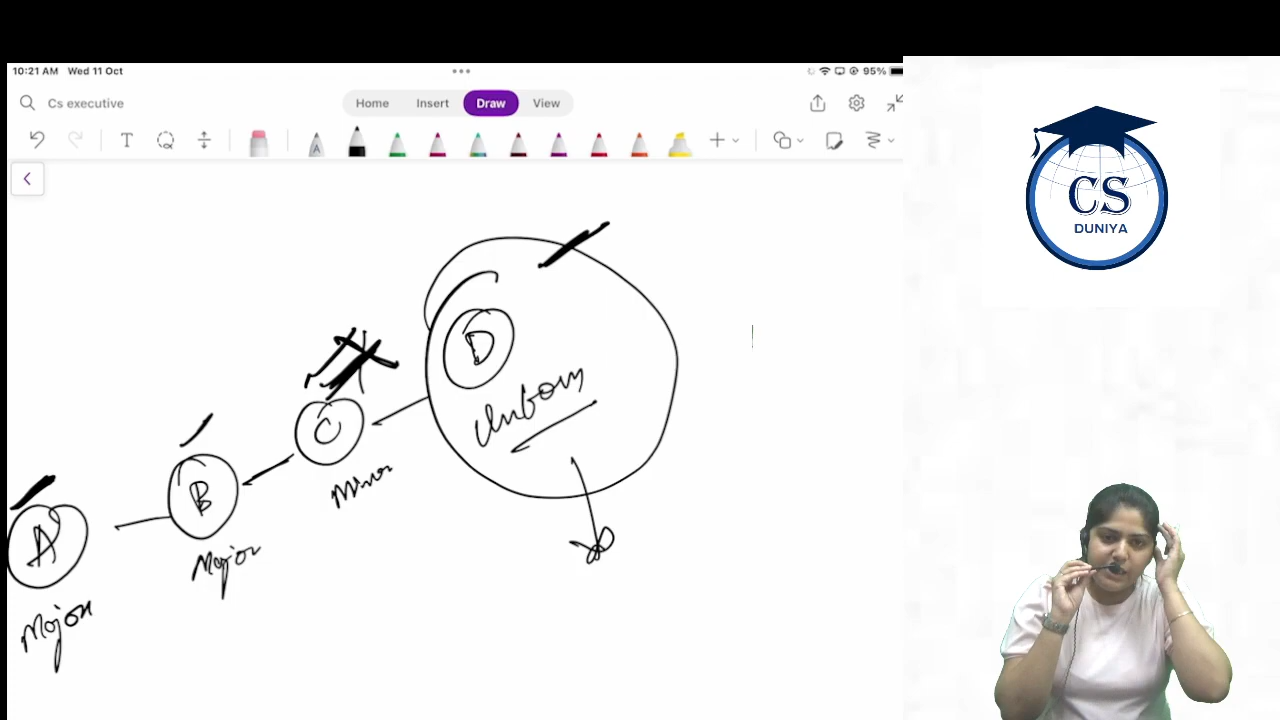 10:21 AM Wed 11 Oct
95%
Cs executive
Home Insert Draw View
T
A
CS
DUNIYA
D
Unborn
C
Minor
B
Major
A
Major